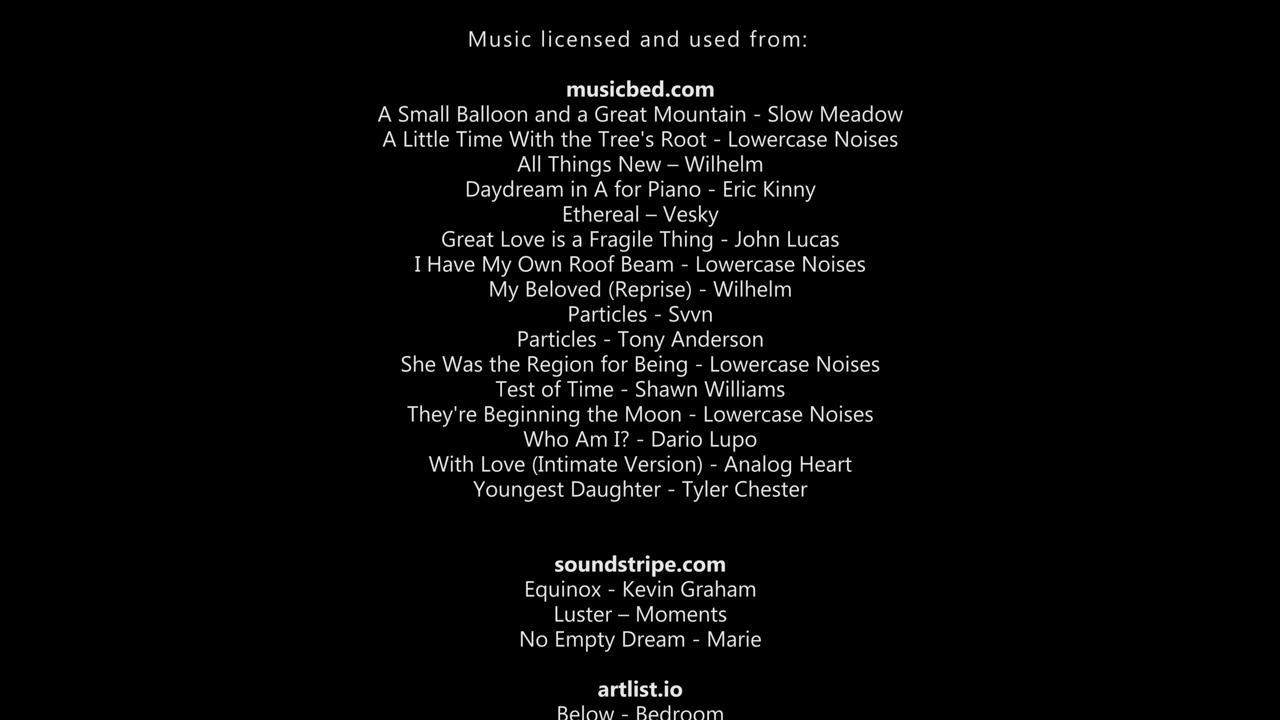 Music licensed and used from:
musicbed.com
A Small Balloon and a Great Mountain - Slow Meadow
A Little Time With the Tree's Root - Lowercase Noises
All Things New – Wilhelm
Daydream in A for Piano - Eric Kinny
Ethereal – Vesky
Great Love is a Fragile Thing - John Lucas
I Have My Own Roof Beam - Lowercase Noises
My Beloved (Reprise) - Wilhelm
Particles - Svvn
Particles - Tony Anderson
She Was the Region for Being - Lowercase Noises
Test of Time - Shawn Williams
They're Beginning the Moon - Lowercase Noises
Who Am I? - Dario Lupo
With Love (Intimate Version) - Analog Heart
Youngest Daughter - Tyler Chester
soundstripe.com
Equinox - Kevin Graham
Luster – Moments
No Empty Dream - Marie
artlist.io
Below - Bedroom